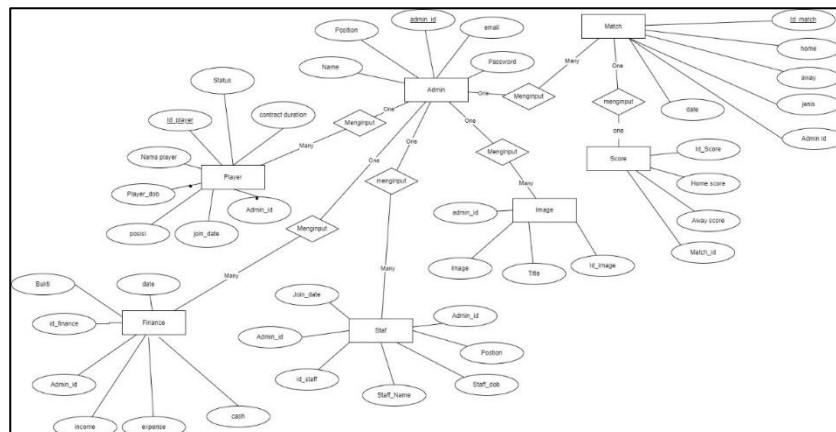 admin_id
email
Position
Name
Password
Admin
Match
Id_match
home
away
jenis
Admin id
date
Many
One
Menginput
One
menginput
one
Score
Id_Score
Home score
Away score
Match_id
Status
Id_player
contract duration
Nama player
Player_dob
posisi
join_date
Admin_id
Player
Many
Menginput
One
One
Menginput
Many
One
menginput
Many
One
Menginput
Many
Image
admin_id
Image
Title
Id_Image
Bukti
date
id_finance
Finance
Admin_id
income
expense
cash
Join_date
Admin_id
Staf
Admin_id
Postion
Id_staff
Staff_Name
Staff_dob